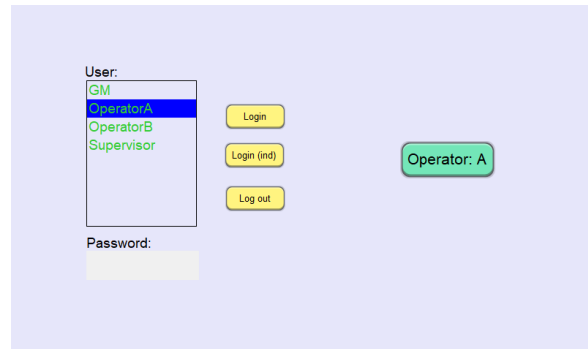 User:
GM
OperatorA
OperatorB
Supervisor
Login
Login (ind)
Log out
Operator: A
Password: